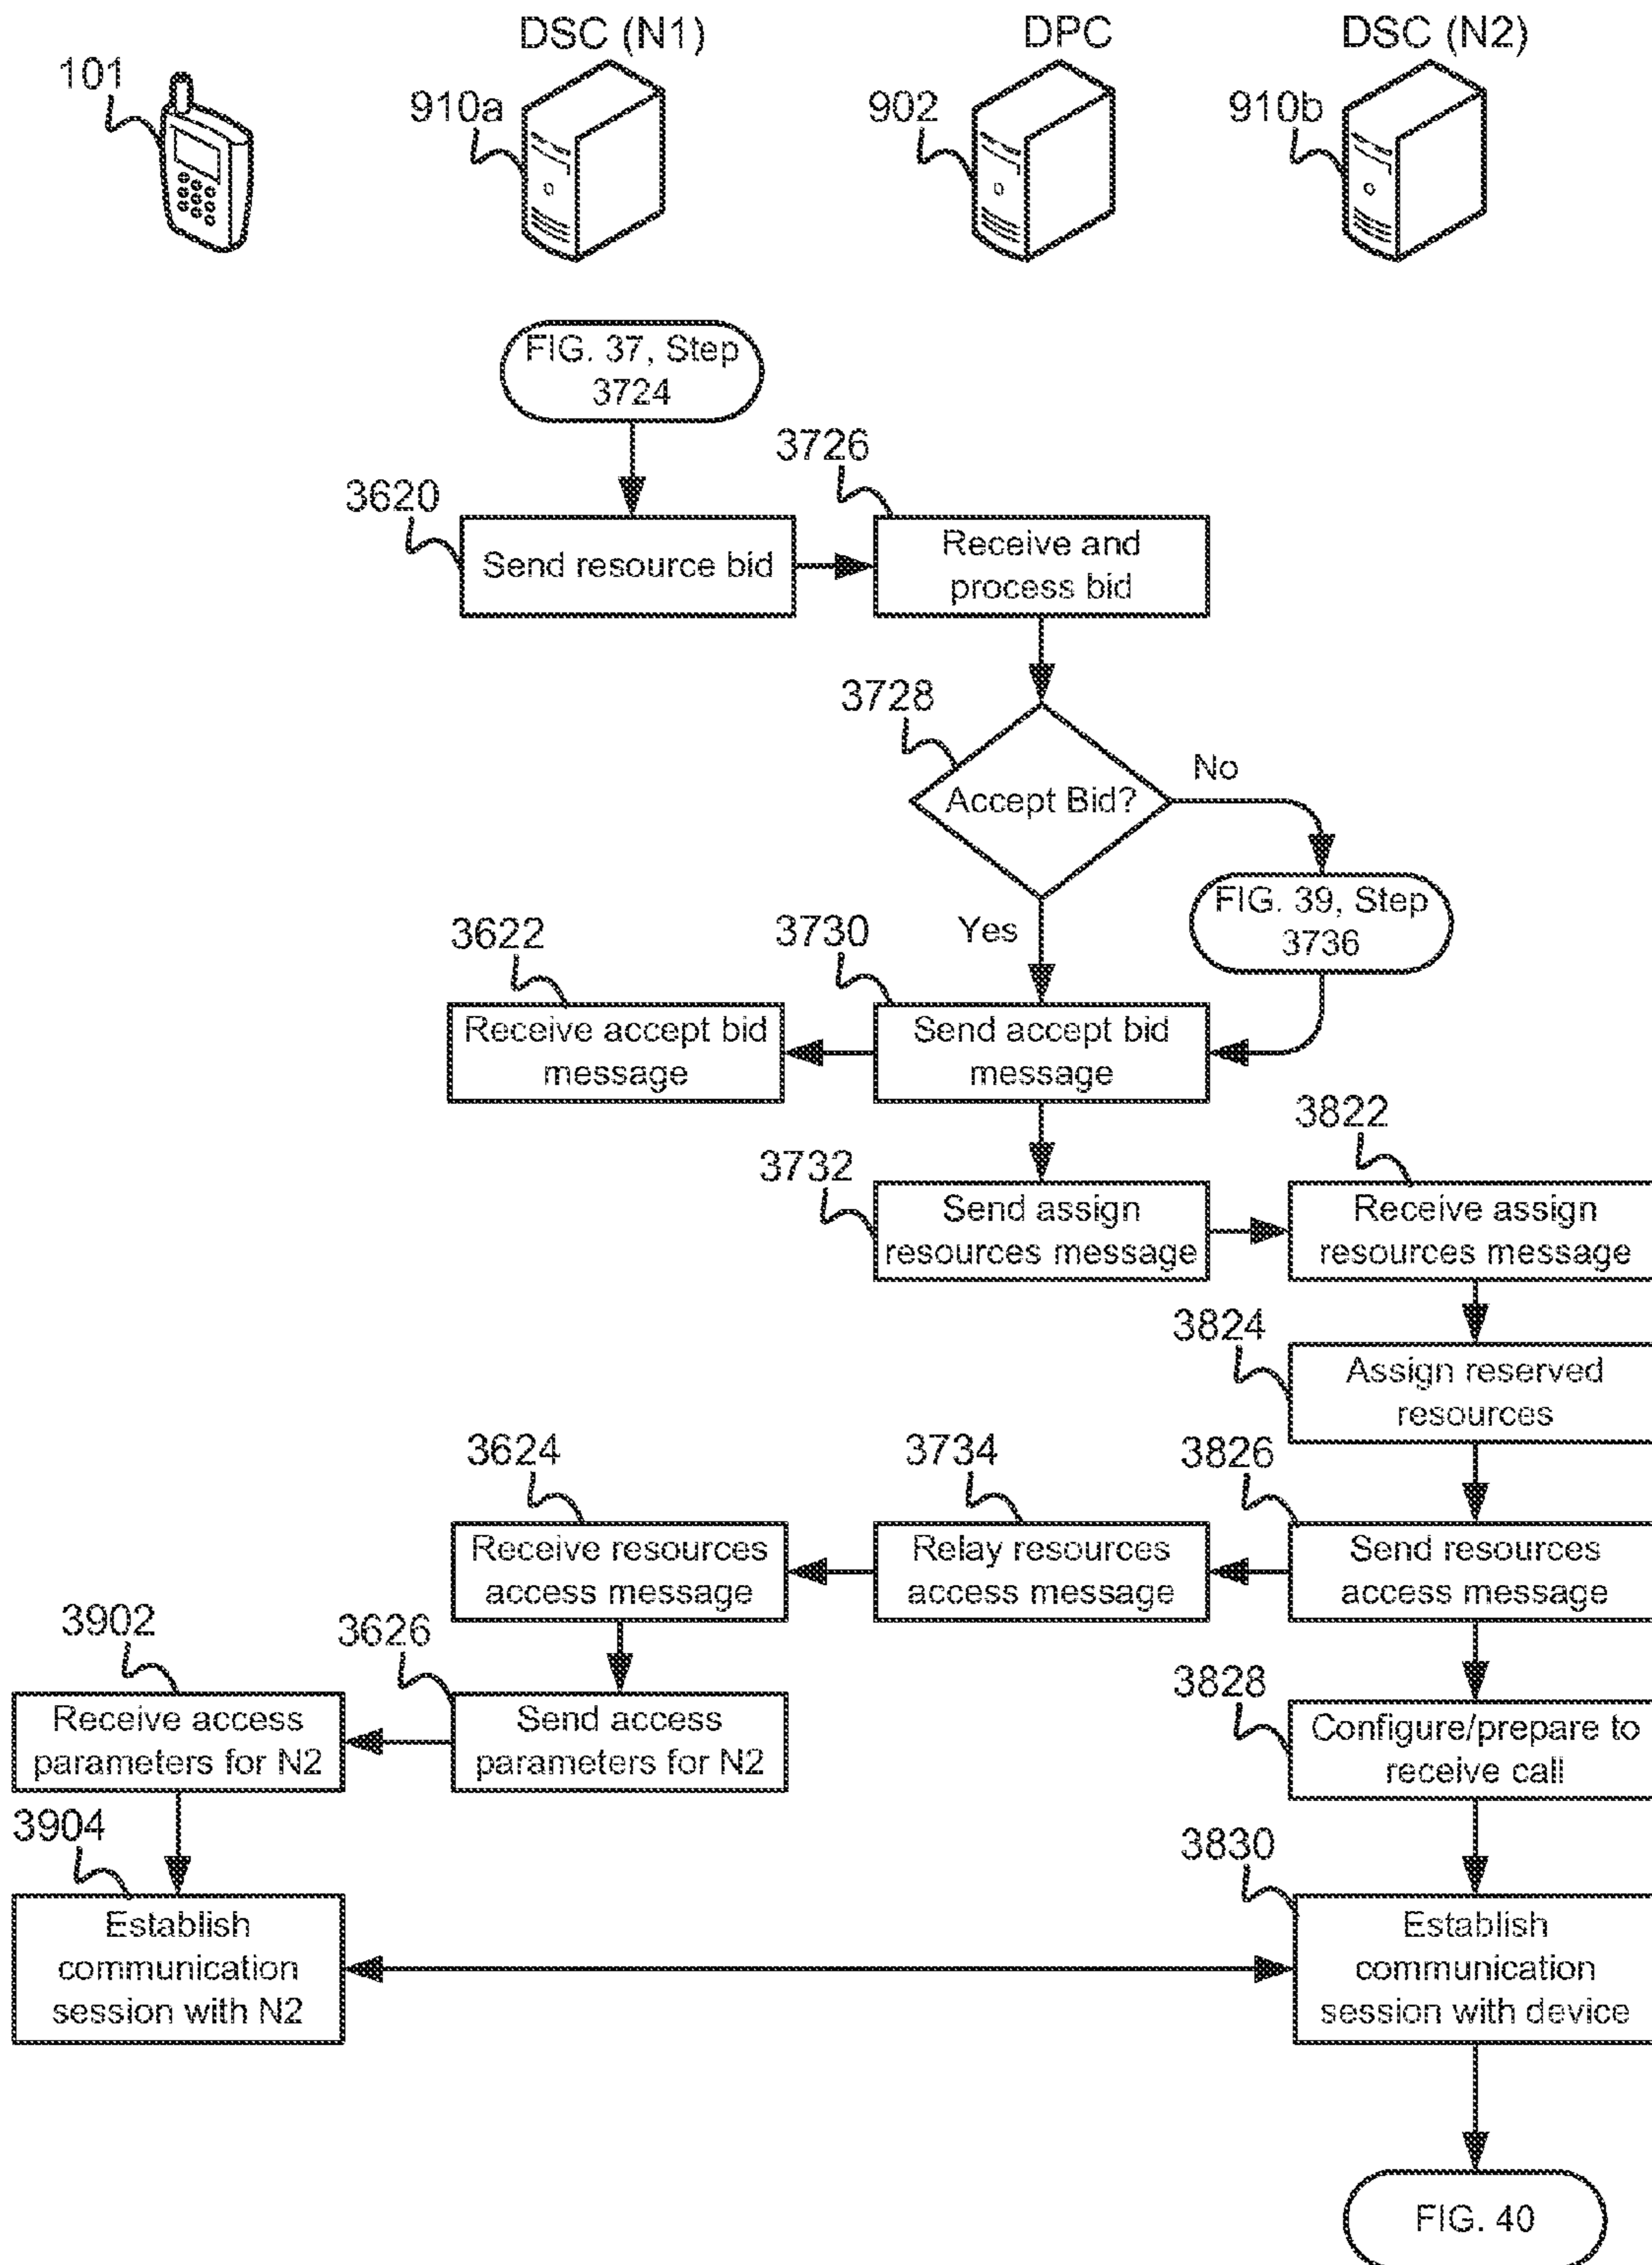 DSC (N1)
DPC
DSC (N2)
101
910a
902
910b
FIG. 37, Step
3724
3726
3620
Send resource bid
Receive and
process bid
3728
Accept Bid?
No
FIG. 39, Step
3736
Yes
3622
3730
Receive accept bid
message
Send accept bid
message
3822
3732
Send assign
resources message
Receive assign
resources message
3824
Assign reserved
resources
3624
3734
3826
Receive resources
access message
Relay resources
access message
Send resources
access message
3902
3626
3828
Receive access
parameters for N2
Send access
parameters for N2
Configure/prepare to
receive call
3904
3830
Establish
communication
session with N2
Establish
communication
session with device
FIG. 40